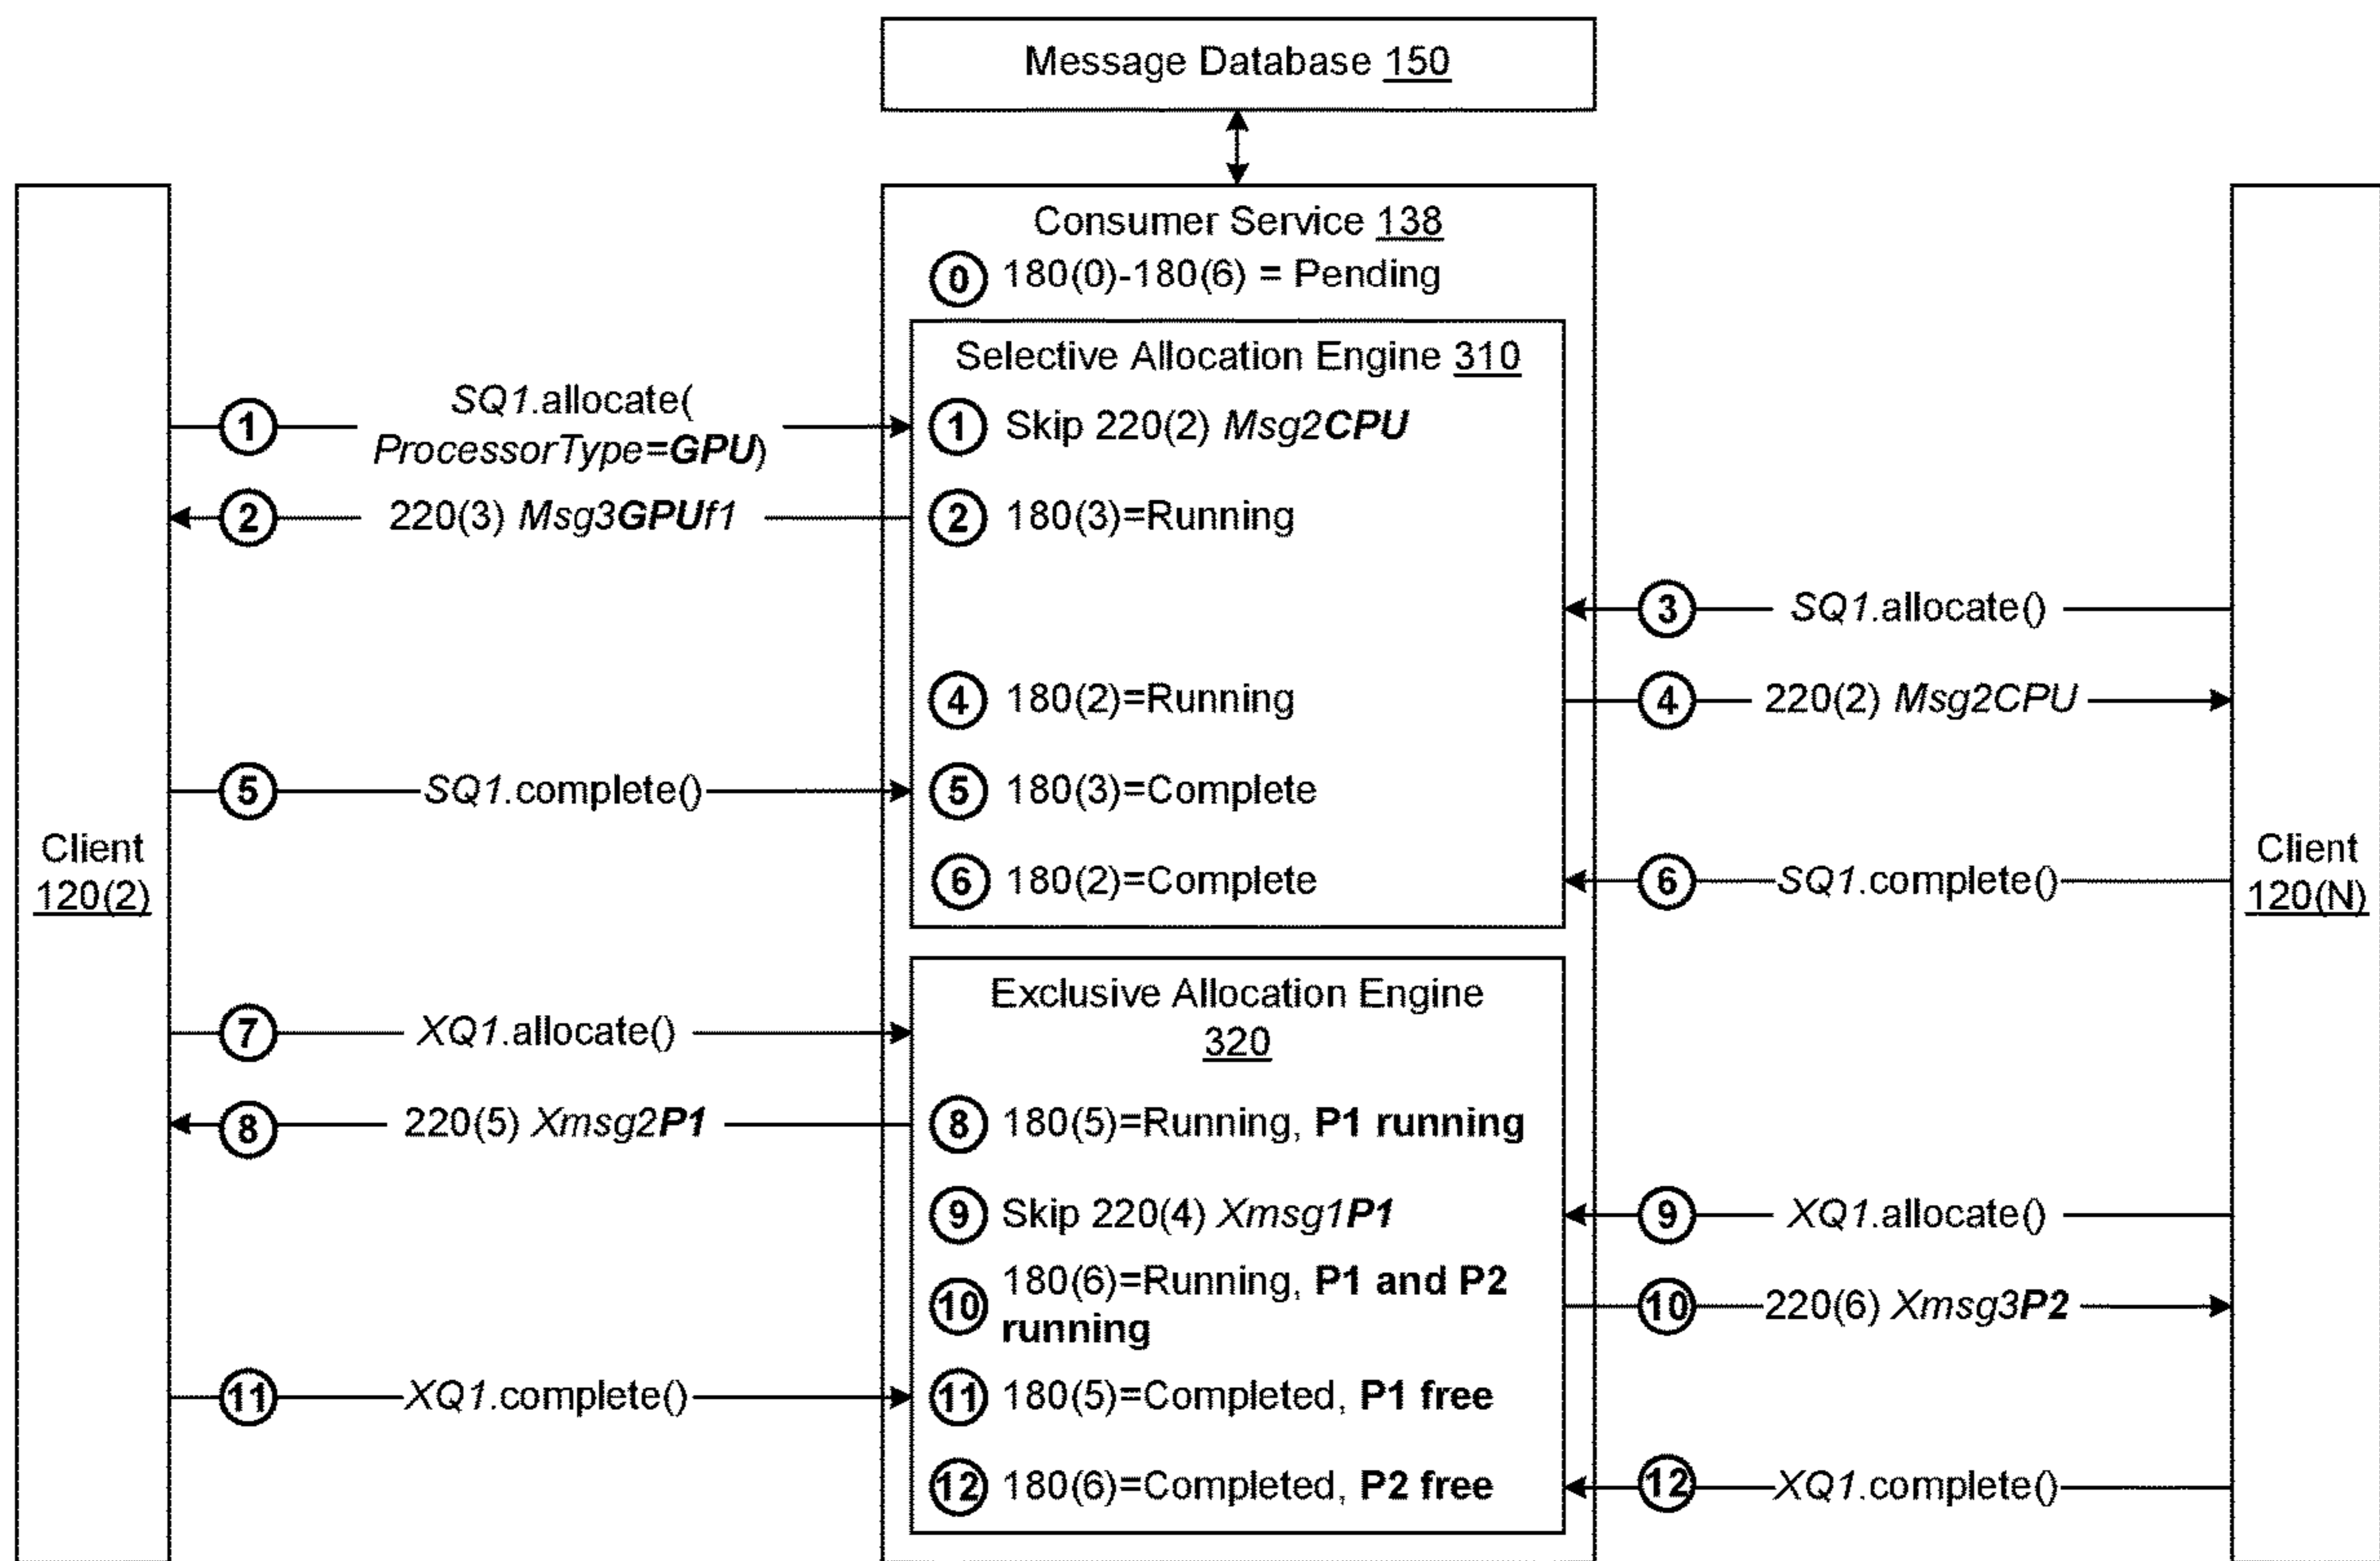 Message Database 150
Consumer Service 138
0 180(0)-180(6) = Pending
Selective Allocation Engine 310
1 SQ1.allocate(
ProcessorType=GPU)
1 Skip 220(2) Msg2CPU
2 220(3) Msg3GPUf1
2 180(3)=Running
3 SQ1.allocate()
4 180(2)=Running
4 220(2) Msg2CPU
5 SQ1.complete()
5 180(3)=Complete
Client
120(2)
6 180(2)=Complete
6 SQ1.complete()
Client
120(N)
Exclusive Allocation Engine
320
7 XQ1.allocate()
8 220(5) Xmsg2P1
8 180(5)=Running, P1 running
9 Skip 220(4) Xmsg1P1
9 XQ1.allocate()
10 180(6)=Running, P1 and P2
running
10 220(6) Xmsg3P2
11 XQ1.complete()
11 180(5)=Completed, P1 free
12 180(6)=Completed, P2 free
12 XQ1.complete()